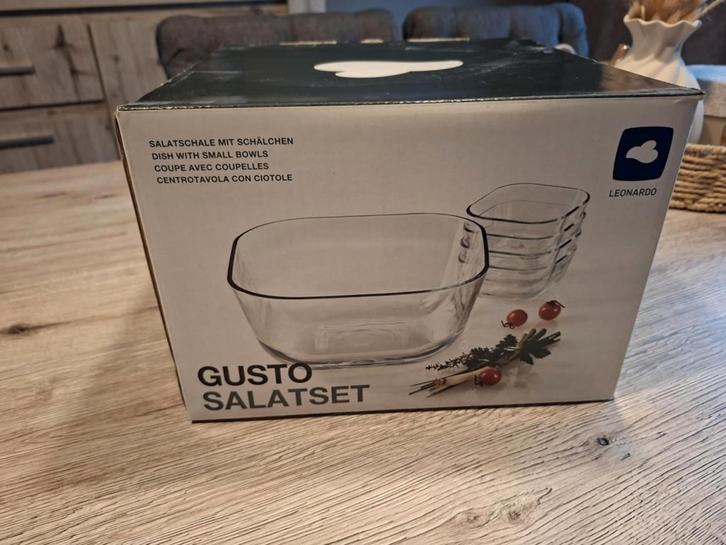 SALATSCHALE MIT SCHÄLCHEN
DISH WITH SMALL BOWLS
COUPE AVEC COUPELLES
CENTROTAVOLA CON CIOTOLE
LEONARDO
GUSTO
SALATSET